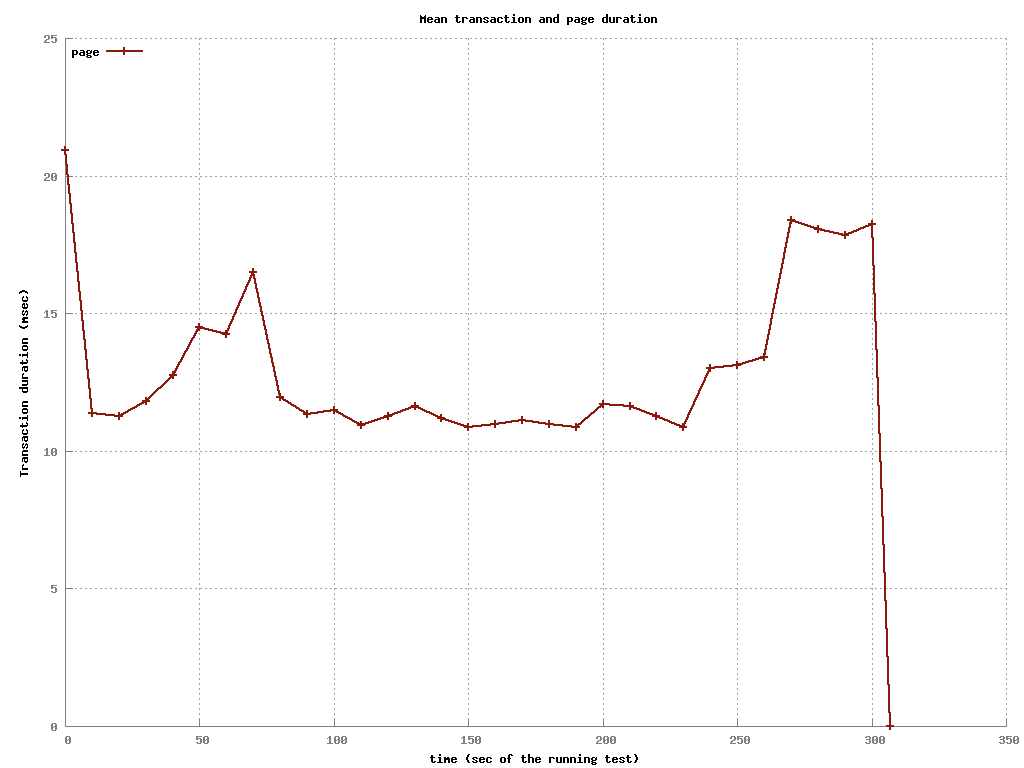 Mean transaction and page duration
page
25
20
15
10
5
0
Transaction duration (msec)
0 50 100 150 200 250 300 350
time (sec of the running test)